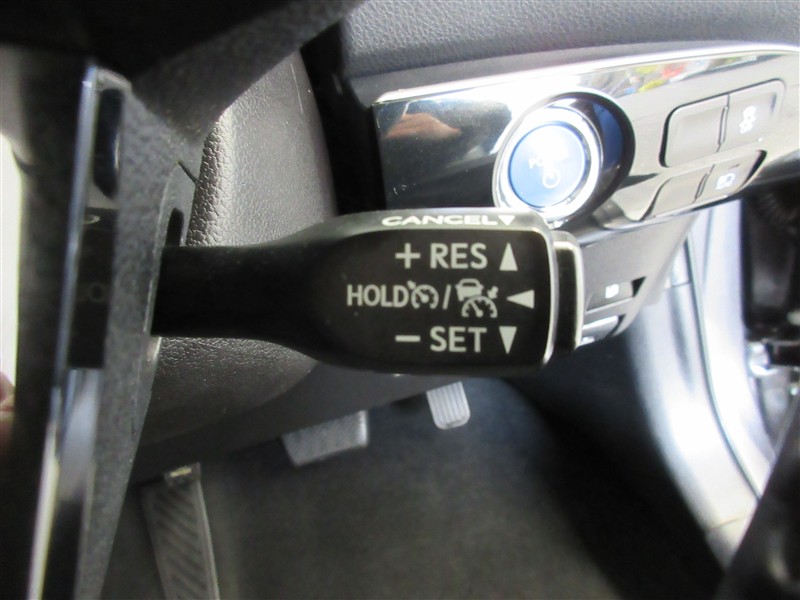 CANCEL▼
+ RES ▲
HOLD / ◀
− SET ▼